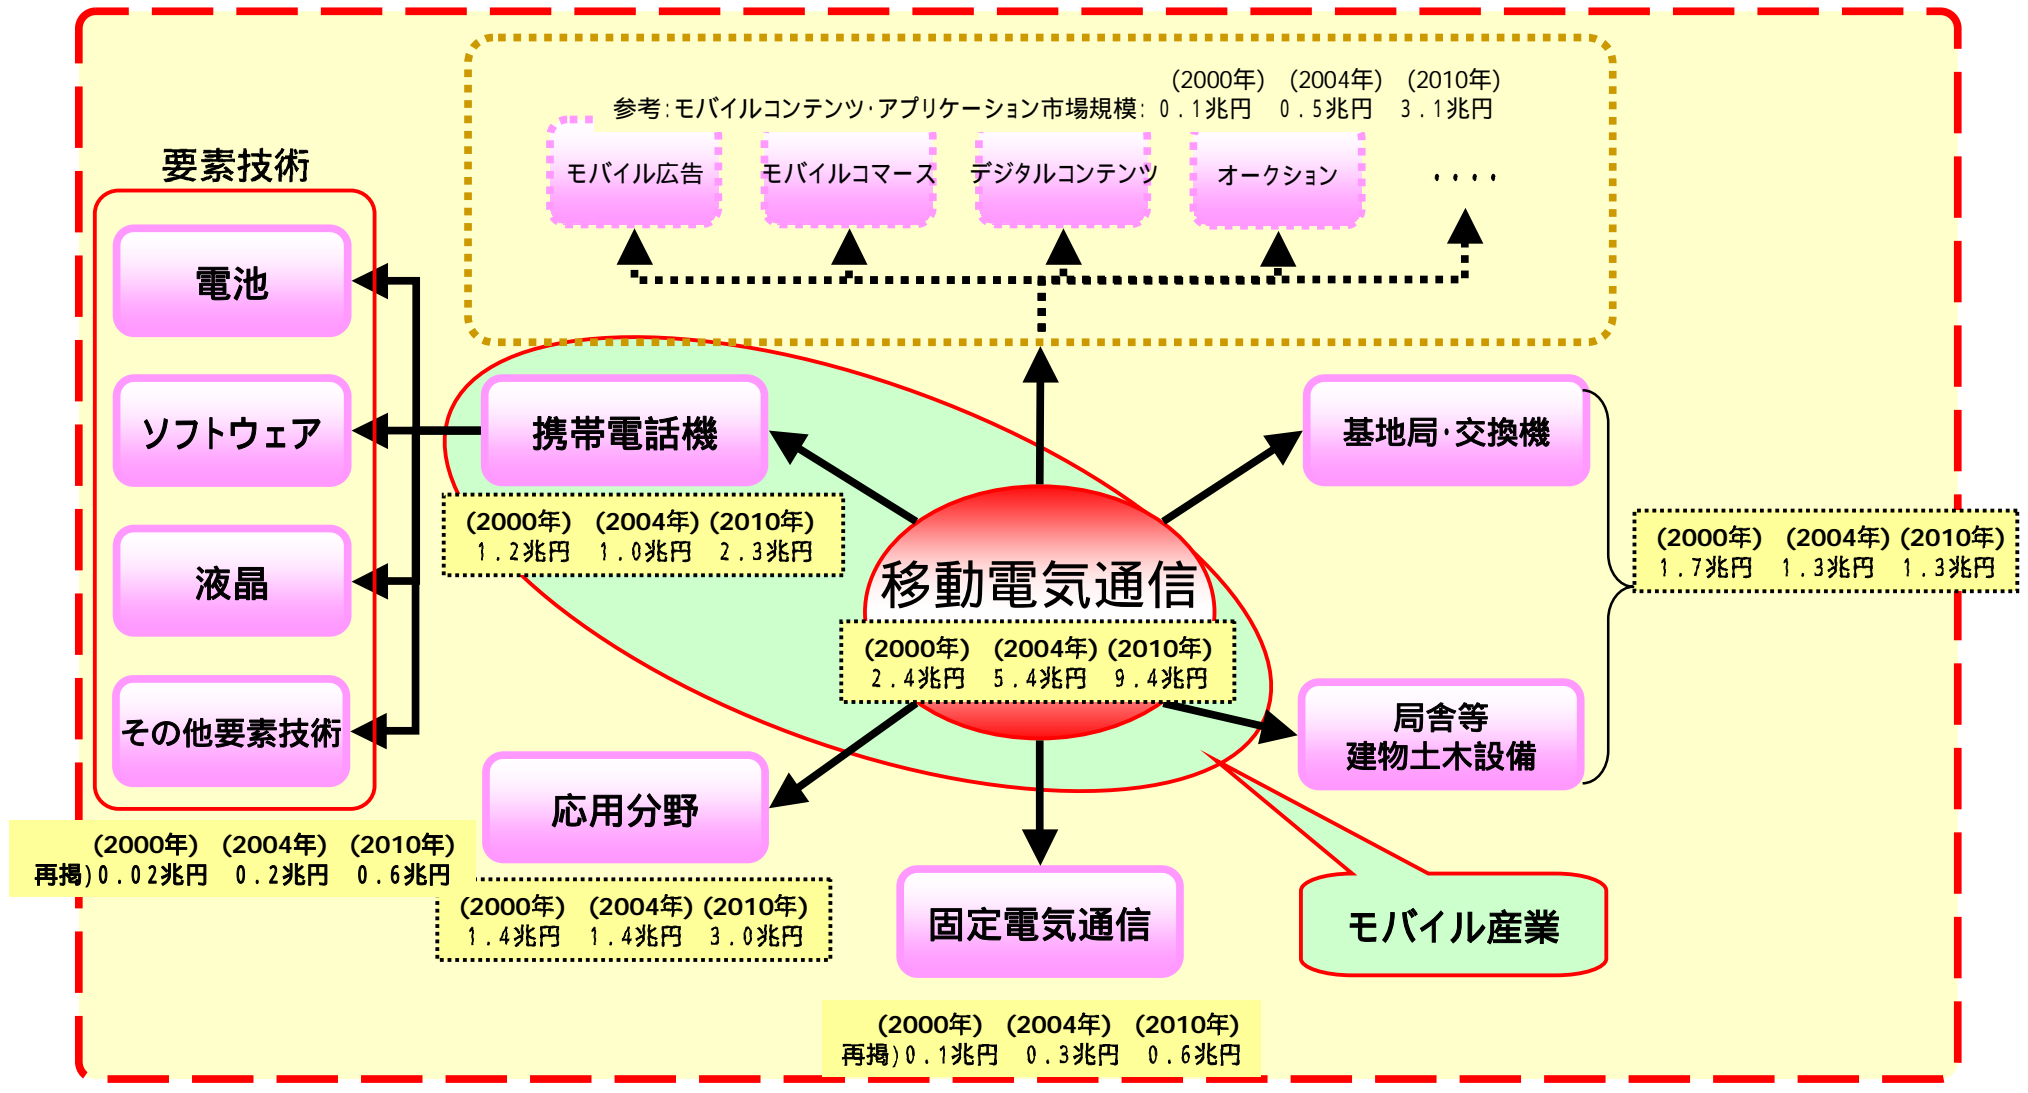 (2000年) (2004年) (2010年)
参考:モバイルコンテンツ・アプリケーション市場規模: 0.1兆円 0.5兆円 3.1兆円
モバイル広告
モバイルコマース
デジタルコンテンツ
オークション
・・・・
要素技術
電池
ソフトウェア
液晶
その他要素技術
(2000年) (2004年) (2010年)
再掲)0.02兆円 0.2兆円 0.6兆円
携帯電話機
(2000年) (2004年) (2010年)
1.2兆円 1.0兆円 2.3兆円
基地局・交換機
(2000年) (2004年) (2010年)
1.7兆円 1.3兆円 1.3兆円
移動電気通信
(2000年) (2004年) (2010年)
2.4兆円 5.4兆円 9.4兆円
局舎等
建物土木設備
応用分野
(2000年) (2004年) (2010年)
1.4兆円 1.4兆円 3.0兆円
固定電気通信
(2000年) (2004年) (2010年)
再掲)0.1兆円 0.3兆円 0.6兆円
モバイル産業